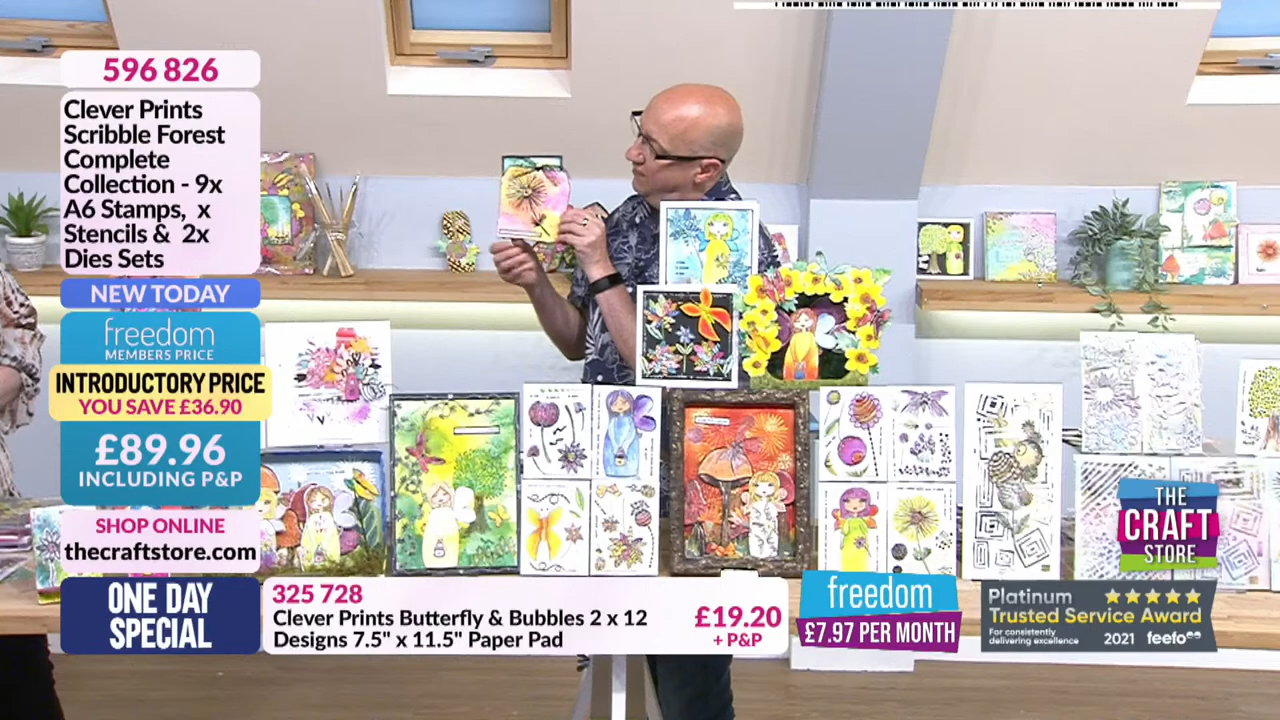 596 826
Clever Prints
Scribble Forest
Complete
Collection - 9x
A6 Stamps, x
Stencils & 2x
Dies Sets
NEW TODAY
freedom
MEMBERS PRICE
INTRODUCTORY PRICE
YOU SAVE £36.90
£89.96
INCLUDING P&P
SHOP ONLINE
thecraftstore.com
ONE DAY
SPECIAL
325 728
Clever Prints Butterfly & Bubbles 2 x 12
Designs 7.5" x 11.5" Paper Pad
£19.20
+ P&P
freedom
£7.97 PER MONTH
THE
CRAFT
STORE
Platinum
Trusted Service Award
For consistently
delivering excellence
2021
feefo